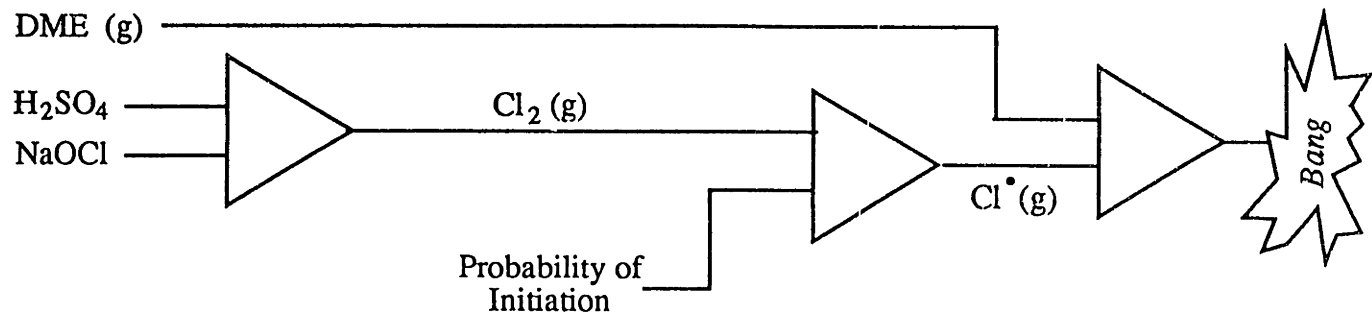 DME (g)
H₂SO₄
NaOCl
Cl₂ (g)
Cl• (g)
Probability of
Initiation
Bang